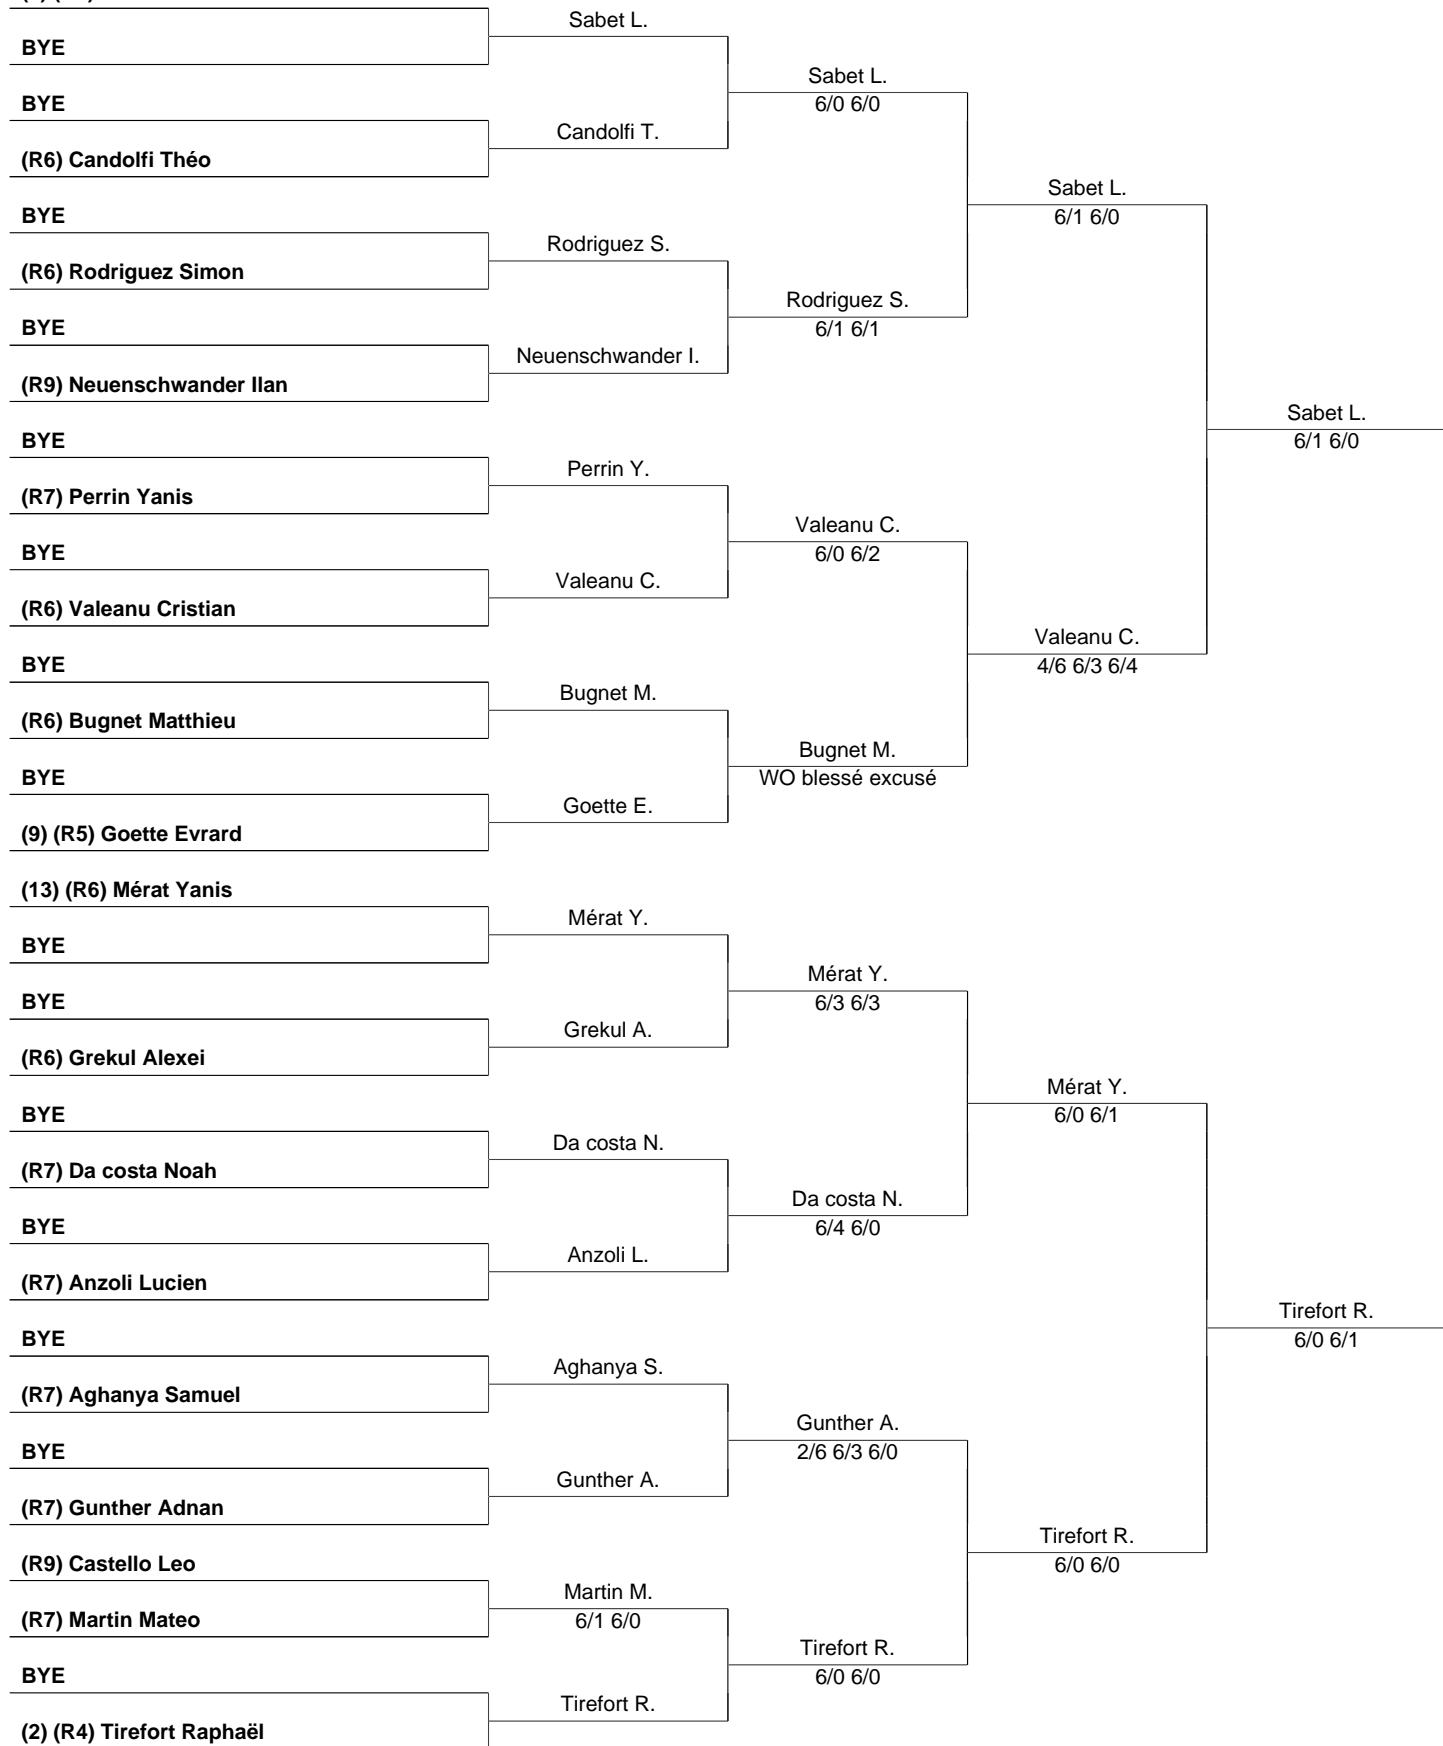 BYE
BYE
(R6) Candolfi Théo
BYE
(R6) Rodriguez Simon
BYE
(R9) Neuenschwander Ilan
BYE
(R7) Perrin Yanis
BYE
(R6) Valeanu Cristian
BYE
(R6) Bugnet Matthieu
BYE
(9) (R5) Goette Evrard
(13) (R6) Mérat Yanis
BYE
BYE
(R6) Grekul Alexei
BYE
(R7) Da costa Noah
BYE
(R7) Anzoli Lucien
BYE
(R7) Aghanya Samuel
BYE
(R7) Gunther Adnan
(R9) Castello Leo
(R7) Martin Mateo
BYE
(2) (R4) Tirefort Raphaël
Sabet L.
Candolfi T.
Rodriguez S.
Neuenschwander I.
Perrin Y.
Valeanu C.
Bugnet M.
Goette E.
Mérat Y.
Grekul A.
Da costa N.
Anzoli L.
Aghanya S.
Gunther A.
Martin M.
6/1 6/0
Tirefort R.
Sabet L.
6/0 6/0
Rodriguez S.
6/1 6/1
Valeanu C.
6/0 6/2
Bugnet M.
WO blessé excusé
Mérat Y.
6/3 6/3
Da costa N.
6/4 6/0
Gunther A.
2/6 6/3 6/0
Tirefort R.
6/0 6/0
Sabet L.
6/1 6/0
Valeanu C.
4/6 6/3 6/4
Mérat Y.
6/0 6/1
Tirefort R.
6/0 6/0
Sabet L.
6/1 6/0
Tirefort R.
6/0 6/1